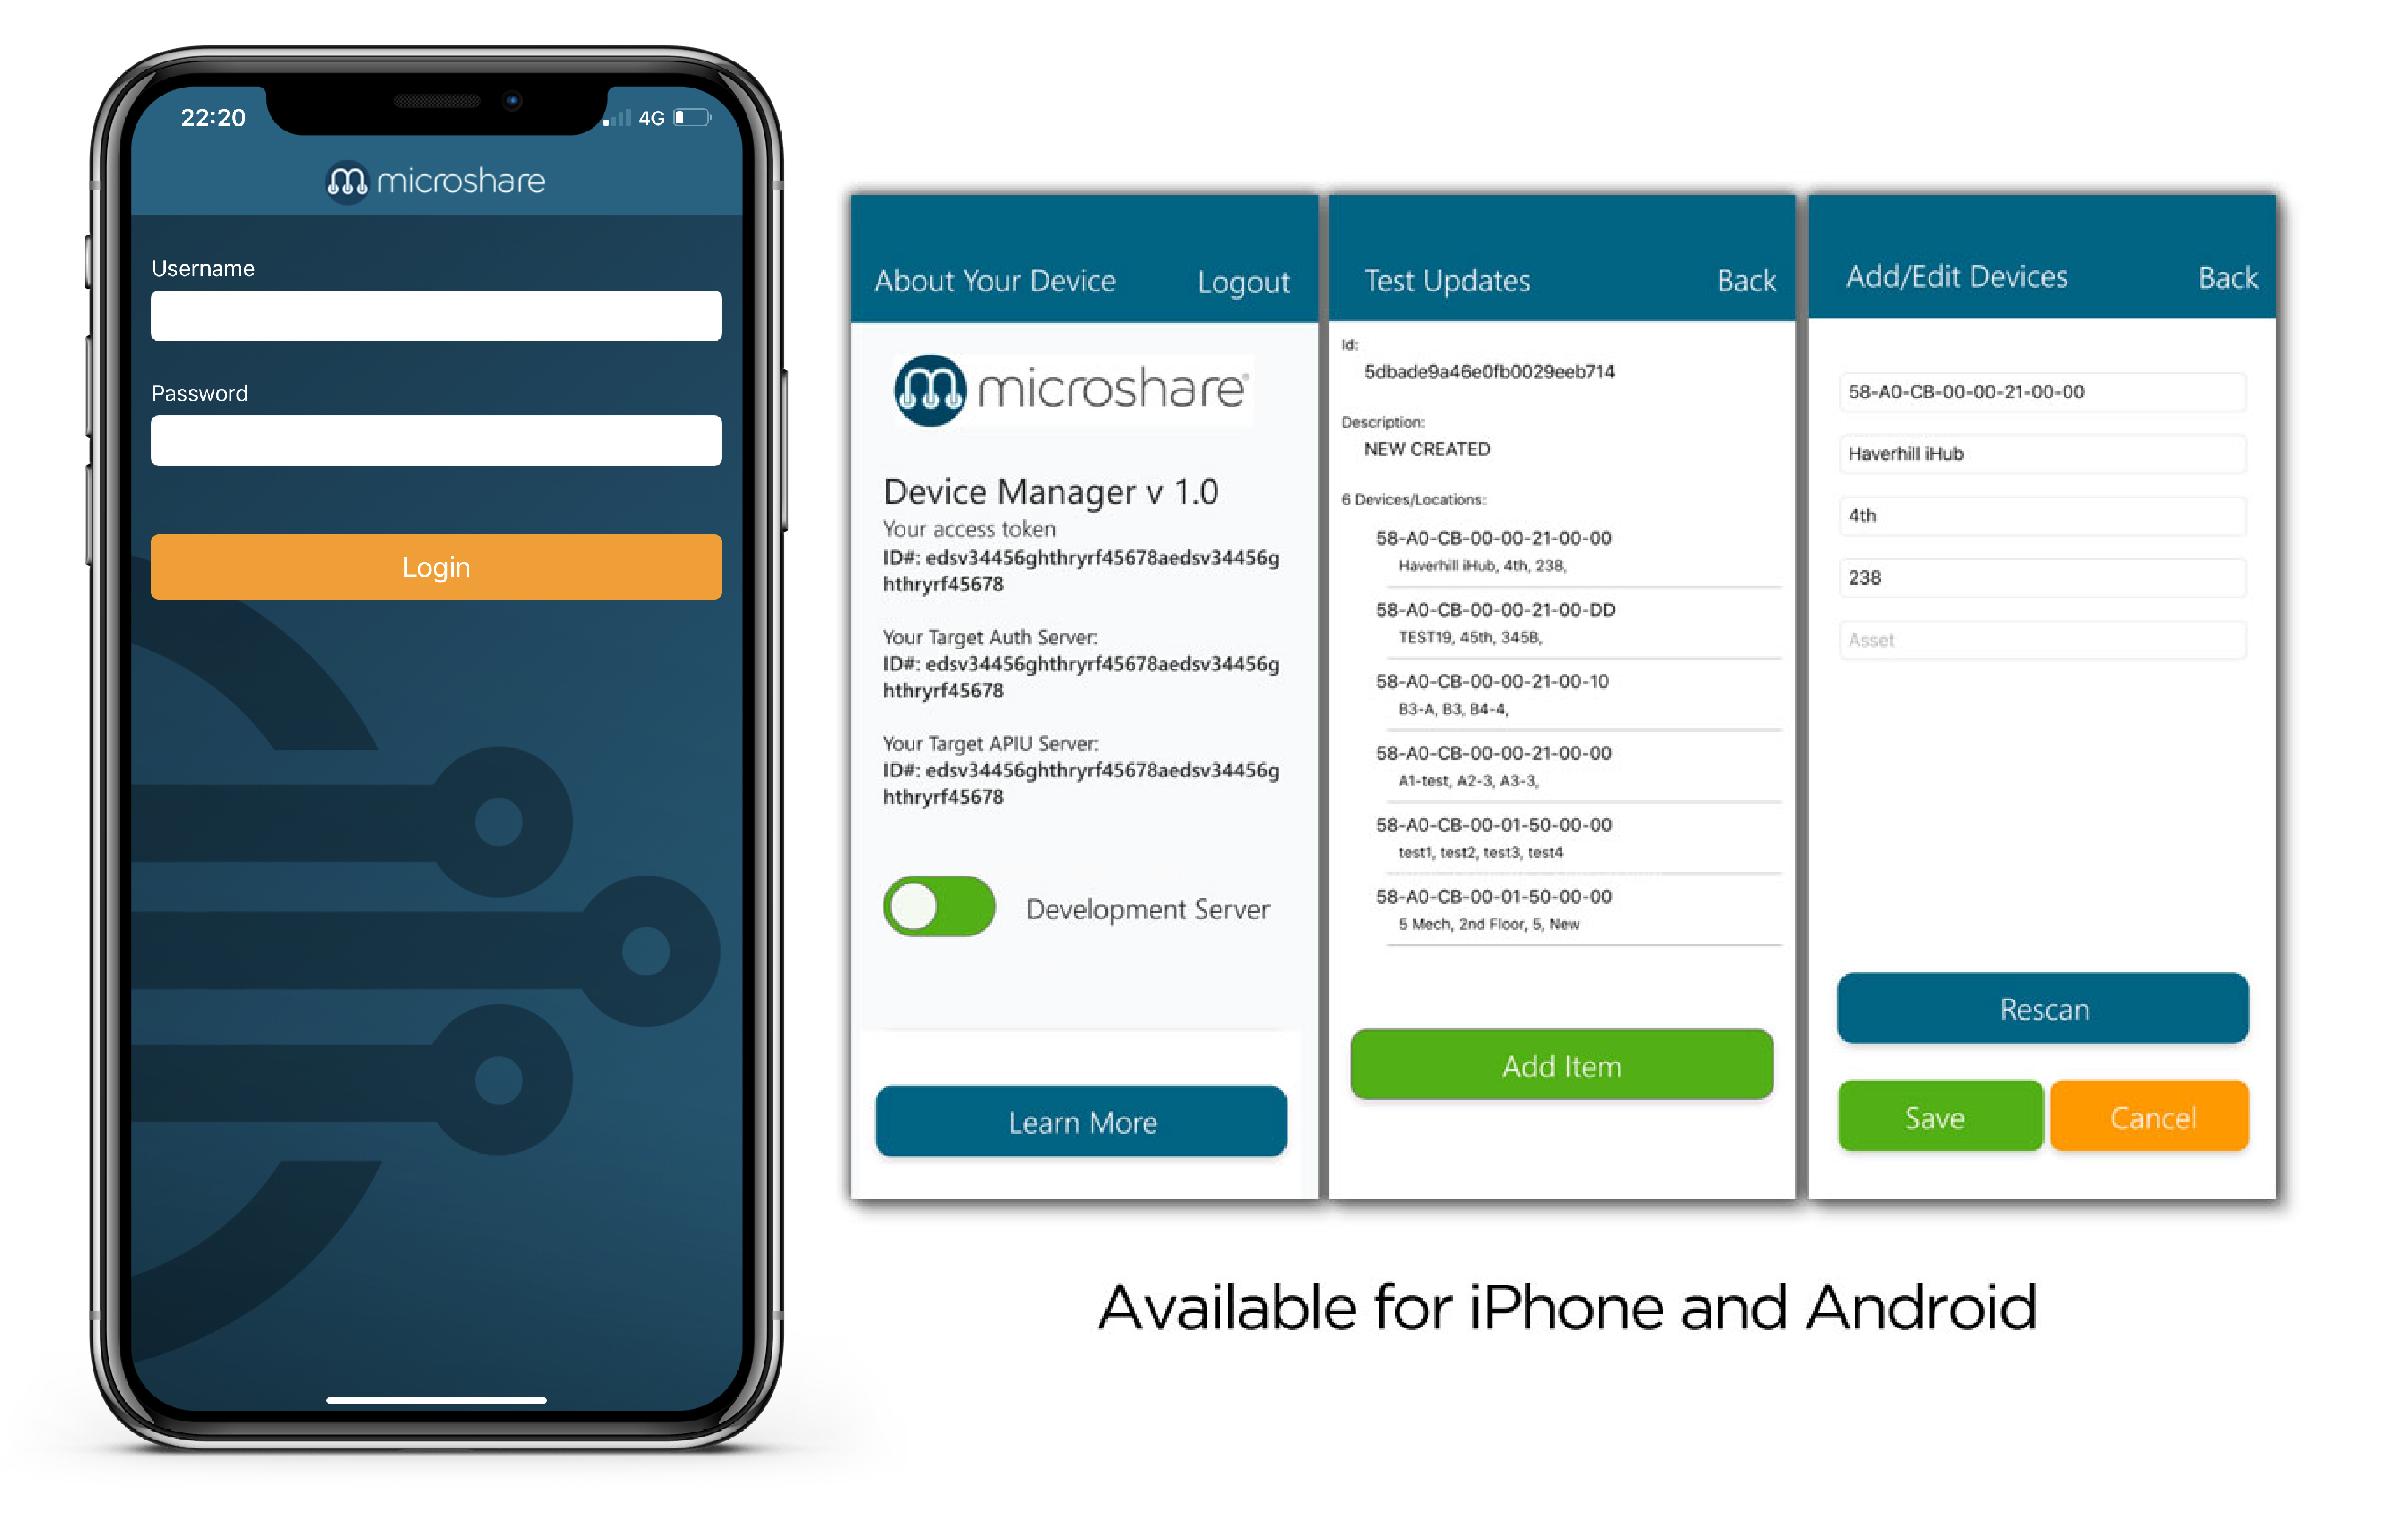 22:20
4G
microshare
Username
Password
Login
About Your Device
Logout
microshare®
Device Manager v 1.0
Your access token
ID#: edsv34456ghthryrf45678aedsv34456g
hthryrf45678
Your Target Auth Server:
ID#: edsv34456ghthryrf45678aedsv34456g
hthryrf45678
Your Target APIU Server:
ID#: edsv34456ghthryrf45678aedsv34456g
hthryrf45678
Development Server
Learn More
Test Updates
Back
Id:
5dbade9a46e0fb0029eeb714
Description:
NEW CREATED
6 Devices/Locations:
58-A0-CB-00-00-21-00-00
Haverhill iHub, 4th, 238,
58-A0-CB-00-00-21-00-DD
TEST19, 45th, 345B,
58-A0-CB-00-00-21-00-10
B3-A, B3, B4-4,
58-A0-CB-00-00-21-00-00
A1-test, A2-3, A3-3,
58-A0-CB-00-01-50-00-00
test1, test2, test3, test4
58-A0-CB-00-01-50-00-00
5 Mech, 2nd Floor, 5, New
Add Item
Add/Edit Devices
Back
58-A0-CB-00-00-21-00-00
Haverhill iHub
4th
238
Asset
Rescan
Save
Cancel
Available for iPhone and Android